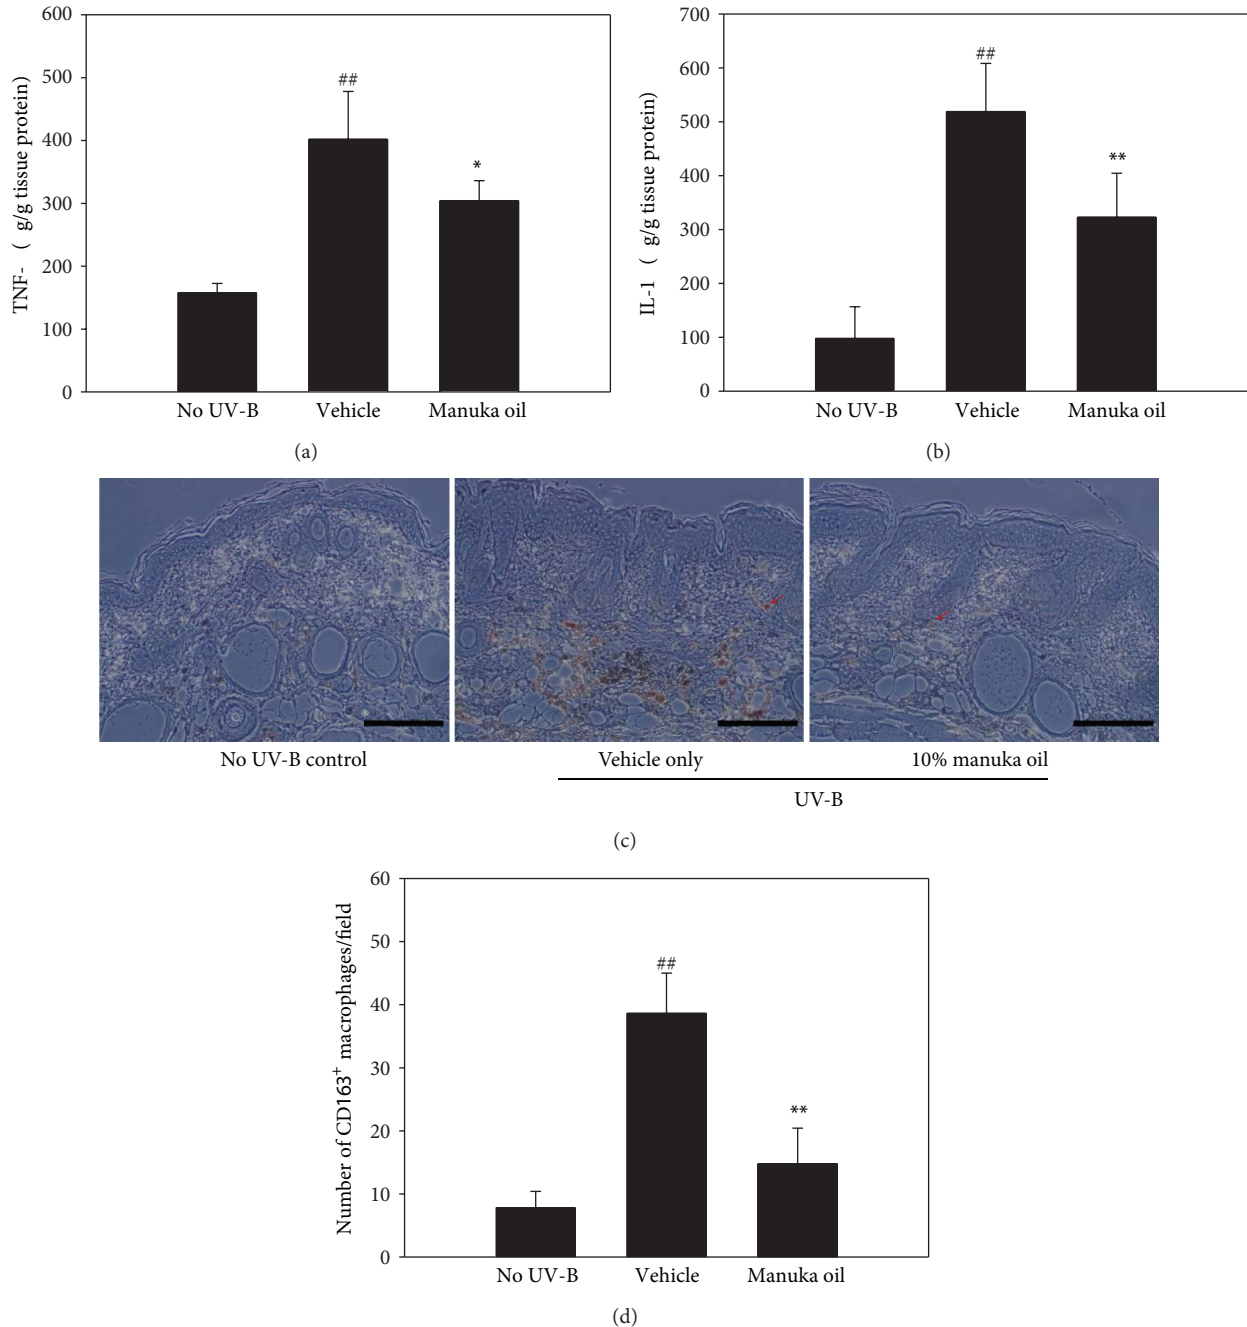 600
500
400
300
200
100
0
TNF- ( g/g tissue protein)
##
*
No UV-B Vehicle Manuka oil
(a)
700
600
500
400
300
200
100
0
IL-1 ( g/g tissue protein)
##
**
No UV-B Vehicle Manuka oil
(b)
No UV-B control Vehicle only 10% manuka oil
UV-B
(c)
60
50
40
30
20
10
0
Number of CD163⁺ macrophages/field
##
**
No UV-B Vehicle Manuka oil
(d)